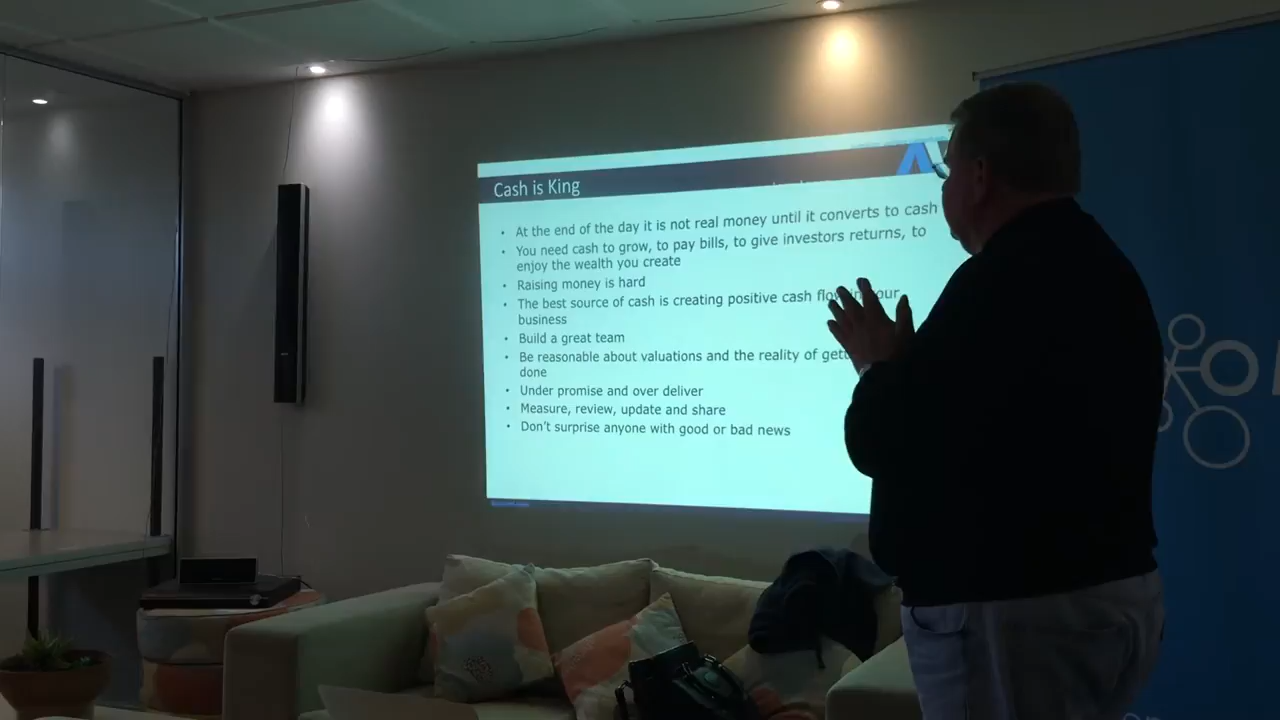 Cash is King
• At the end of the day it is not real money until it converts to cash
• You need cash to grow, to pay bills, to give investors returns, to
enjoy the wealth you create
• Raising money is hard
• The best source of cash is creating positive cash
business
• Build a great team
• Be reasonable about valuations and the reality of
done
• Under promise and over deliver
• Measure, review, update and share
• Don't surprise anyone with good or bad news